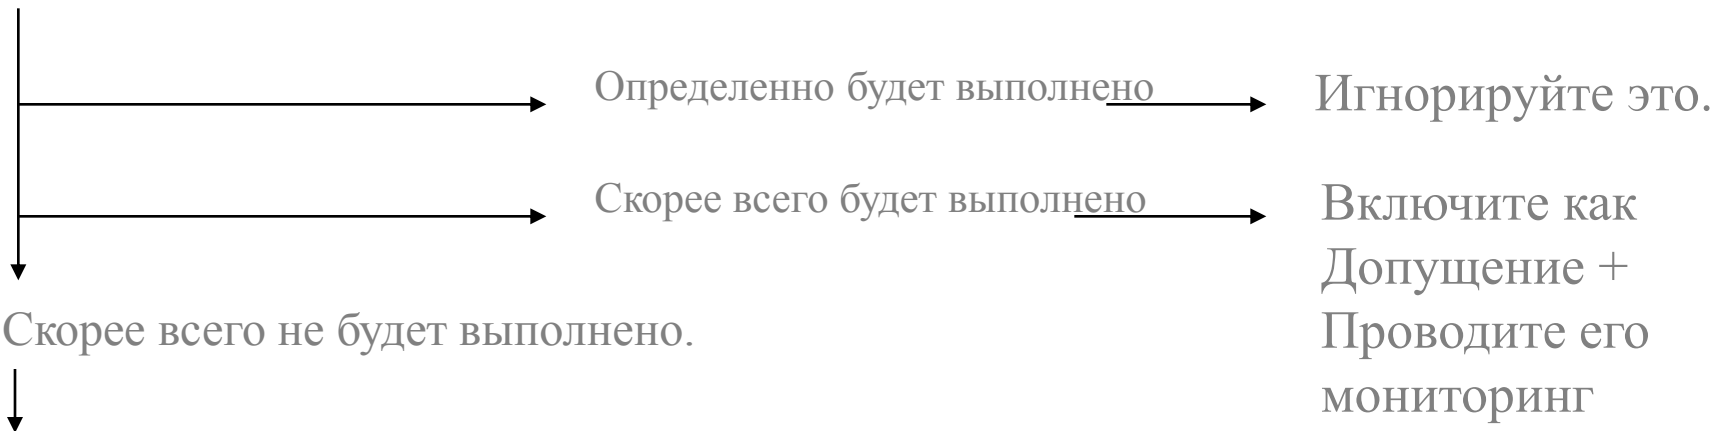 Определенно будет выполнено
Игнорируйте это.
Скорее всего будет выполнено
Включите как
Допущение +
Проводите его
мониторинг
Скорее всего не будет выполнено.